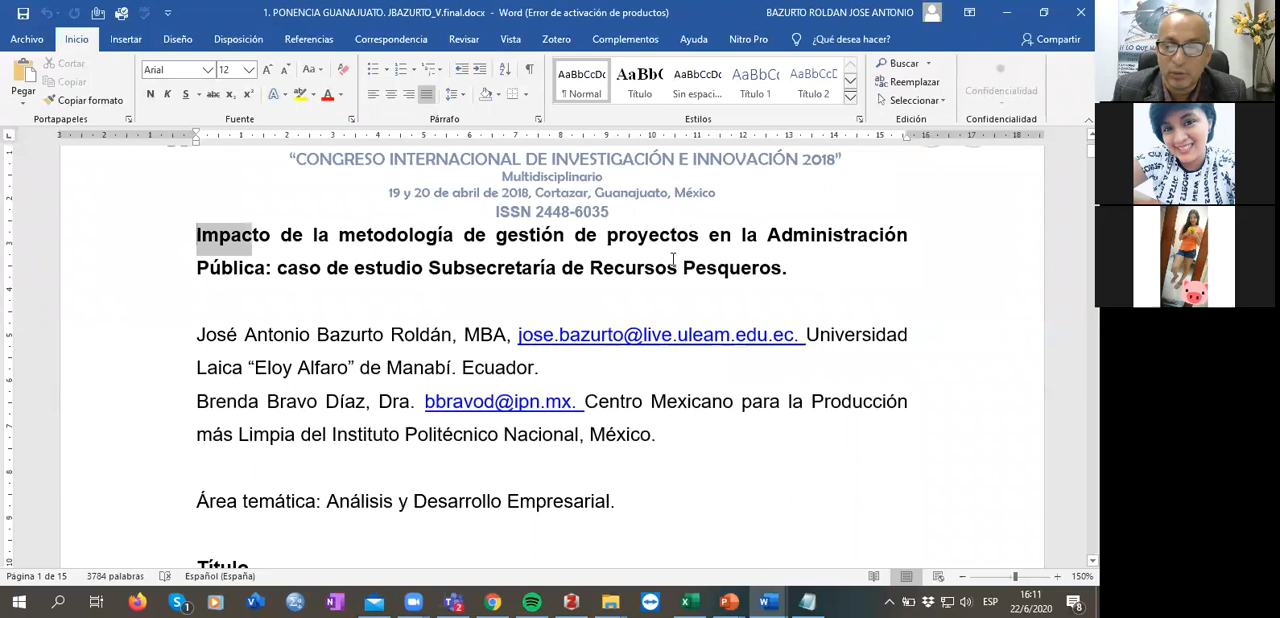 1. PONENCIA GUANAJUATO. JBAZURTO_V.final.docx - Word (Error de activación de productos)
BAZURTO ROLDAN JOSE ANTONIO
Archivo Inicio Insertar Diseño Disposición Referencias Correspondencia Revisar Vista Zotero Complementos Ayuda Nitro Pro ¿Qué desea hacer? Compartir
Pegar
Cortar
Copiar
Copiar formato
Portapapeles
Arial 12
Fuente
Párrafo
AaBbCcDc AaBbC AaBbCcDc AaBbCcD AaBbCcE
¶ Normal Título Sin espaci... Título 1 Título 2
Estilos
Buscar
Reemplazar
Seleccionar
Edición
Confidencialidad
Confidencialidad
“CONGRESO INTERNACIONAL DE INVESTIGACIÓN E INNOVACIÓN 2018”
Multidisciplinario
19 y 20 de abril de 2018, Cortazar, Guanajuato, México
ISSN 2448-6035
Impacto de la metodología de gestión de proyectos en la Administración
Pública: caso de estudio Subsecretaría de Recursos Pesqueros.
José Antonio Bazurto Roldán, MBA, jose.bazurto@live.uleam.edu.ec. Universidad
Laica “Eloy Alfaro” de Manabí. Ecuador.
Brenda Bravo Díaz, Dra. bbravod@ipn.mx. Centro Mexicano para la Producción
más Limpia del Instituto Politécnico Nacional, México.
Área temática: Análisis y Desarrollo Empresarial.
Título
Página 1 de 15 3784 palabras Español (España) 150%
ESP
16:11
22/6/2020